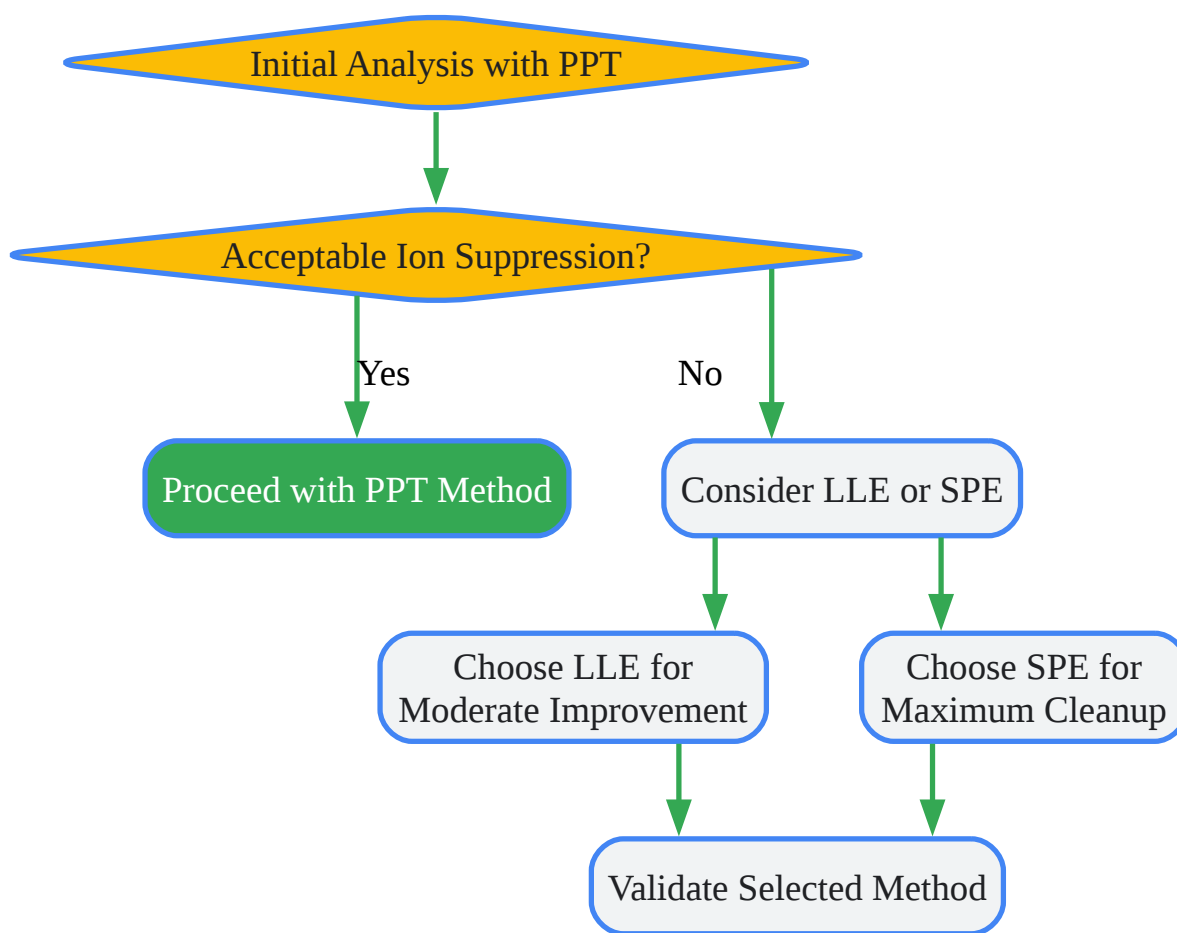 Initial Analysis with PPT
Acceptable Ion Suppression?
Yes
No
Proceed with PPT Method
Consider LLE or SPE
Choose LLE for
Moderate Improvement
Choose SPE for
Maximum Cleanup
Validate Selected Method